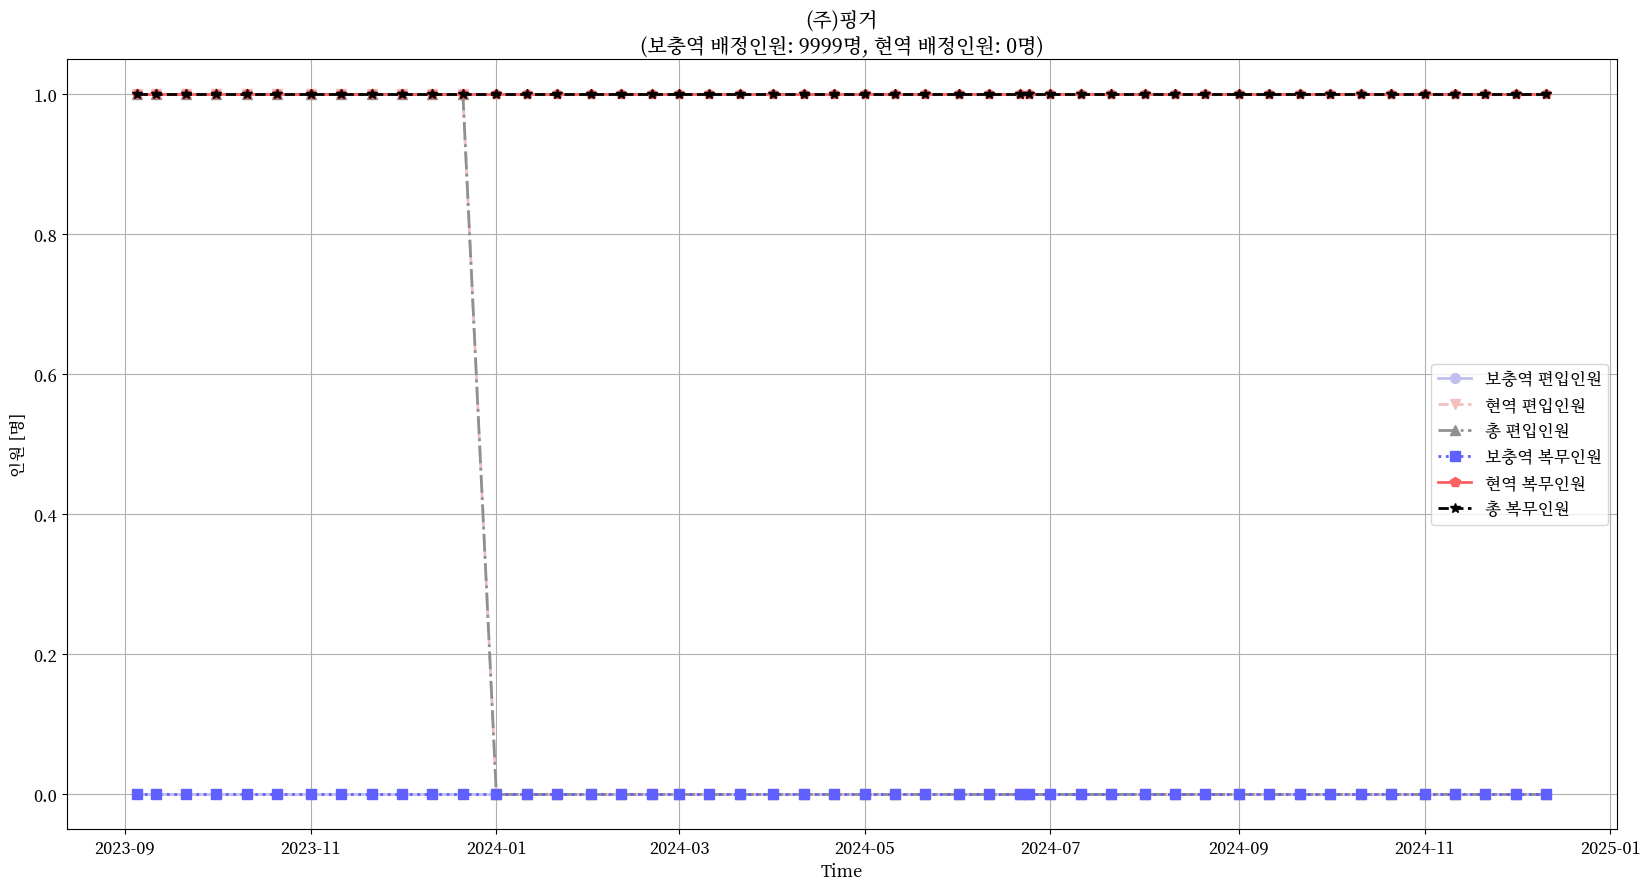 (주)핑거
(보충역 배정인원: 9999명, 현역 배정인원: 0명)
인원 [명]
1.0
0.8
0.6
0.4
0.2
0.0
보충역 편입인원
현역 편입인원
총 편입인원
보충역 복무인원
현역 복무인원
총 복무인원
2023-09
2023-11
2024-01
2024-03
2024-05
2024-07
2024-09
2024-11
2025-01
Time